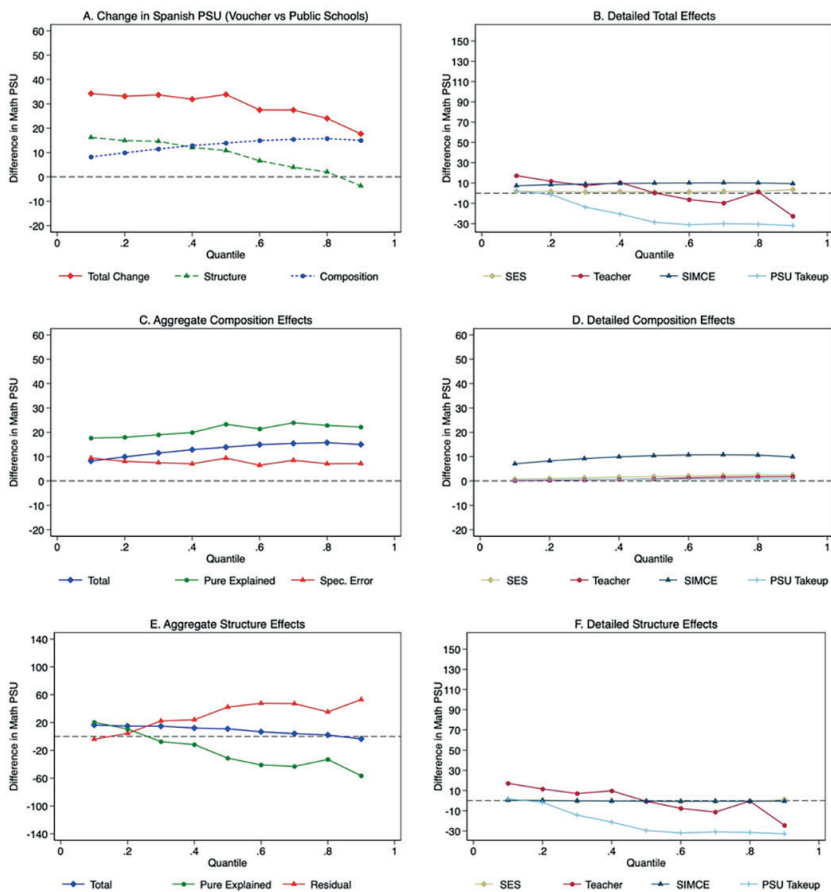 A. Change in Spanish PSU (Voucher vs Public Schools)
Difference in Math PSU
60
50
40
30
20
10
0
-10
-20
0 .2 .4 .6 .8 1
Quantile
Total Change Structure Composition
B. Detailed Total Effects
Difference in Math PSU
150
130
110
90
70
50
30
10
-10
-30
0 .2 .4 .6 .8 1
Quantile
SES Teacher SIMCE PSU Takeup
C. Aggregate Composition Effects
Difference in Math PSU
60
50
40
30
20
10
0
-10
-20
0 .2 .4 .6 .8 1
Quantile
Total Pure Explained Spec. Error
D. Detailed Composition Effects
Difference in Math PSU
60
50
40
30
20
10
0
-10
-20
0 .2 .4 .6 .8 1
Quantile
SES Teacher SIMCE PSU Takeup
E. Aggregate Structure Effects
Difference in Math PSU
140
100
60
20
-20
-60
-100
-140
0 .2 .4 .6 .8 1
Quantile
Total Pure Explained Residual
F. Detailed Structure Effects
Difference in Math PSU
150
130
110
90
70
50
30
10
-10
-30
0 .2 .4 .6 .8 1
Quantile
SES Teacher SIMCE PSU Takeup